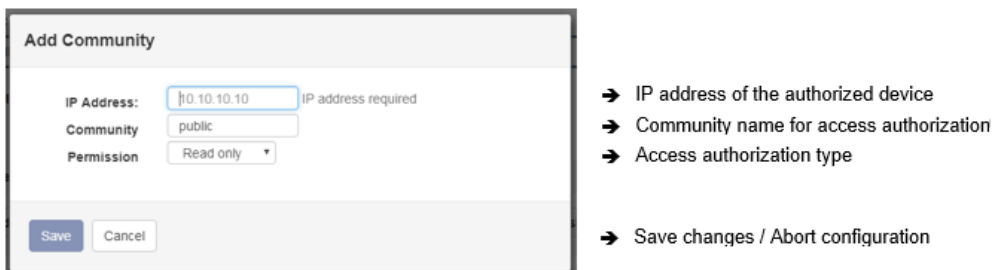 Add Community
IP Address: 10.10.10.10 IP address required
➔ IP address of the authorized device
Community public
➔ Community name for access authorization
Permission Read only
➔ Access authorization type
Save Cancel
➔ Save changes / Abort configuration